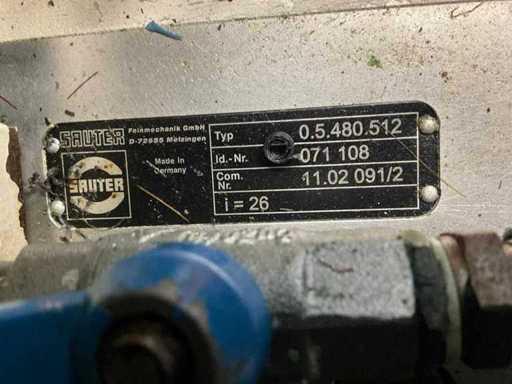 SAUTER Feinmechanik GmbH
D-72555 Metzingen
SAUTER
Made in
Germany
Typ 0.5.480.512
Id.-Nr. 071 108
Com. Nr. 11.02 091/2
i = 26